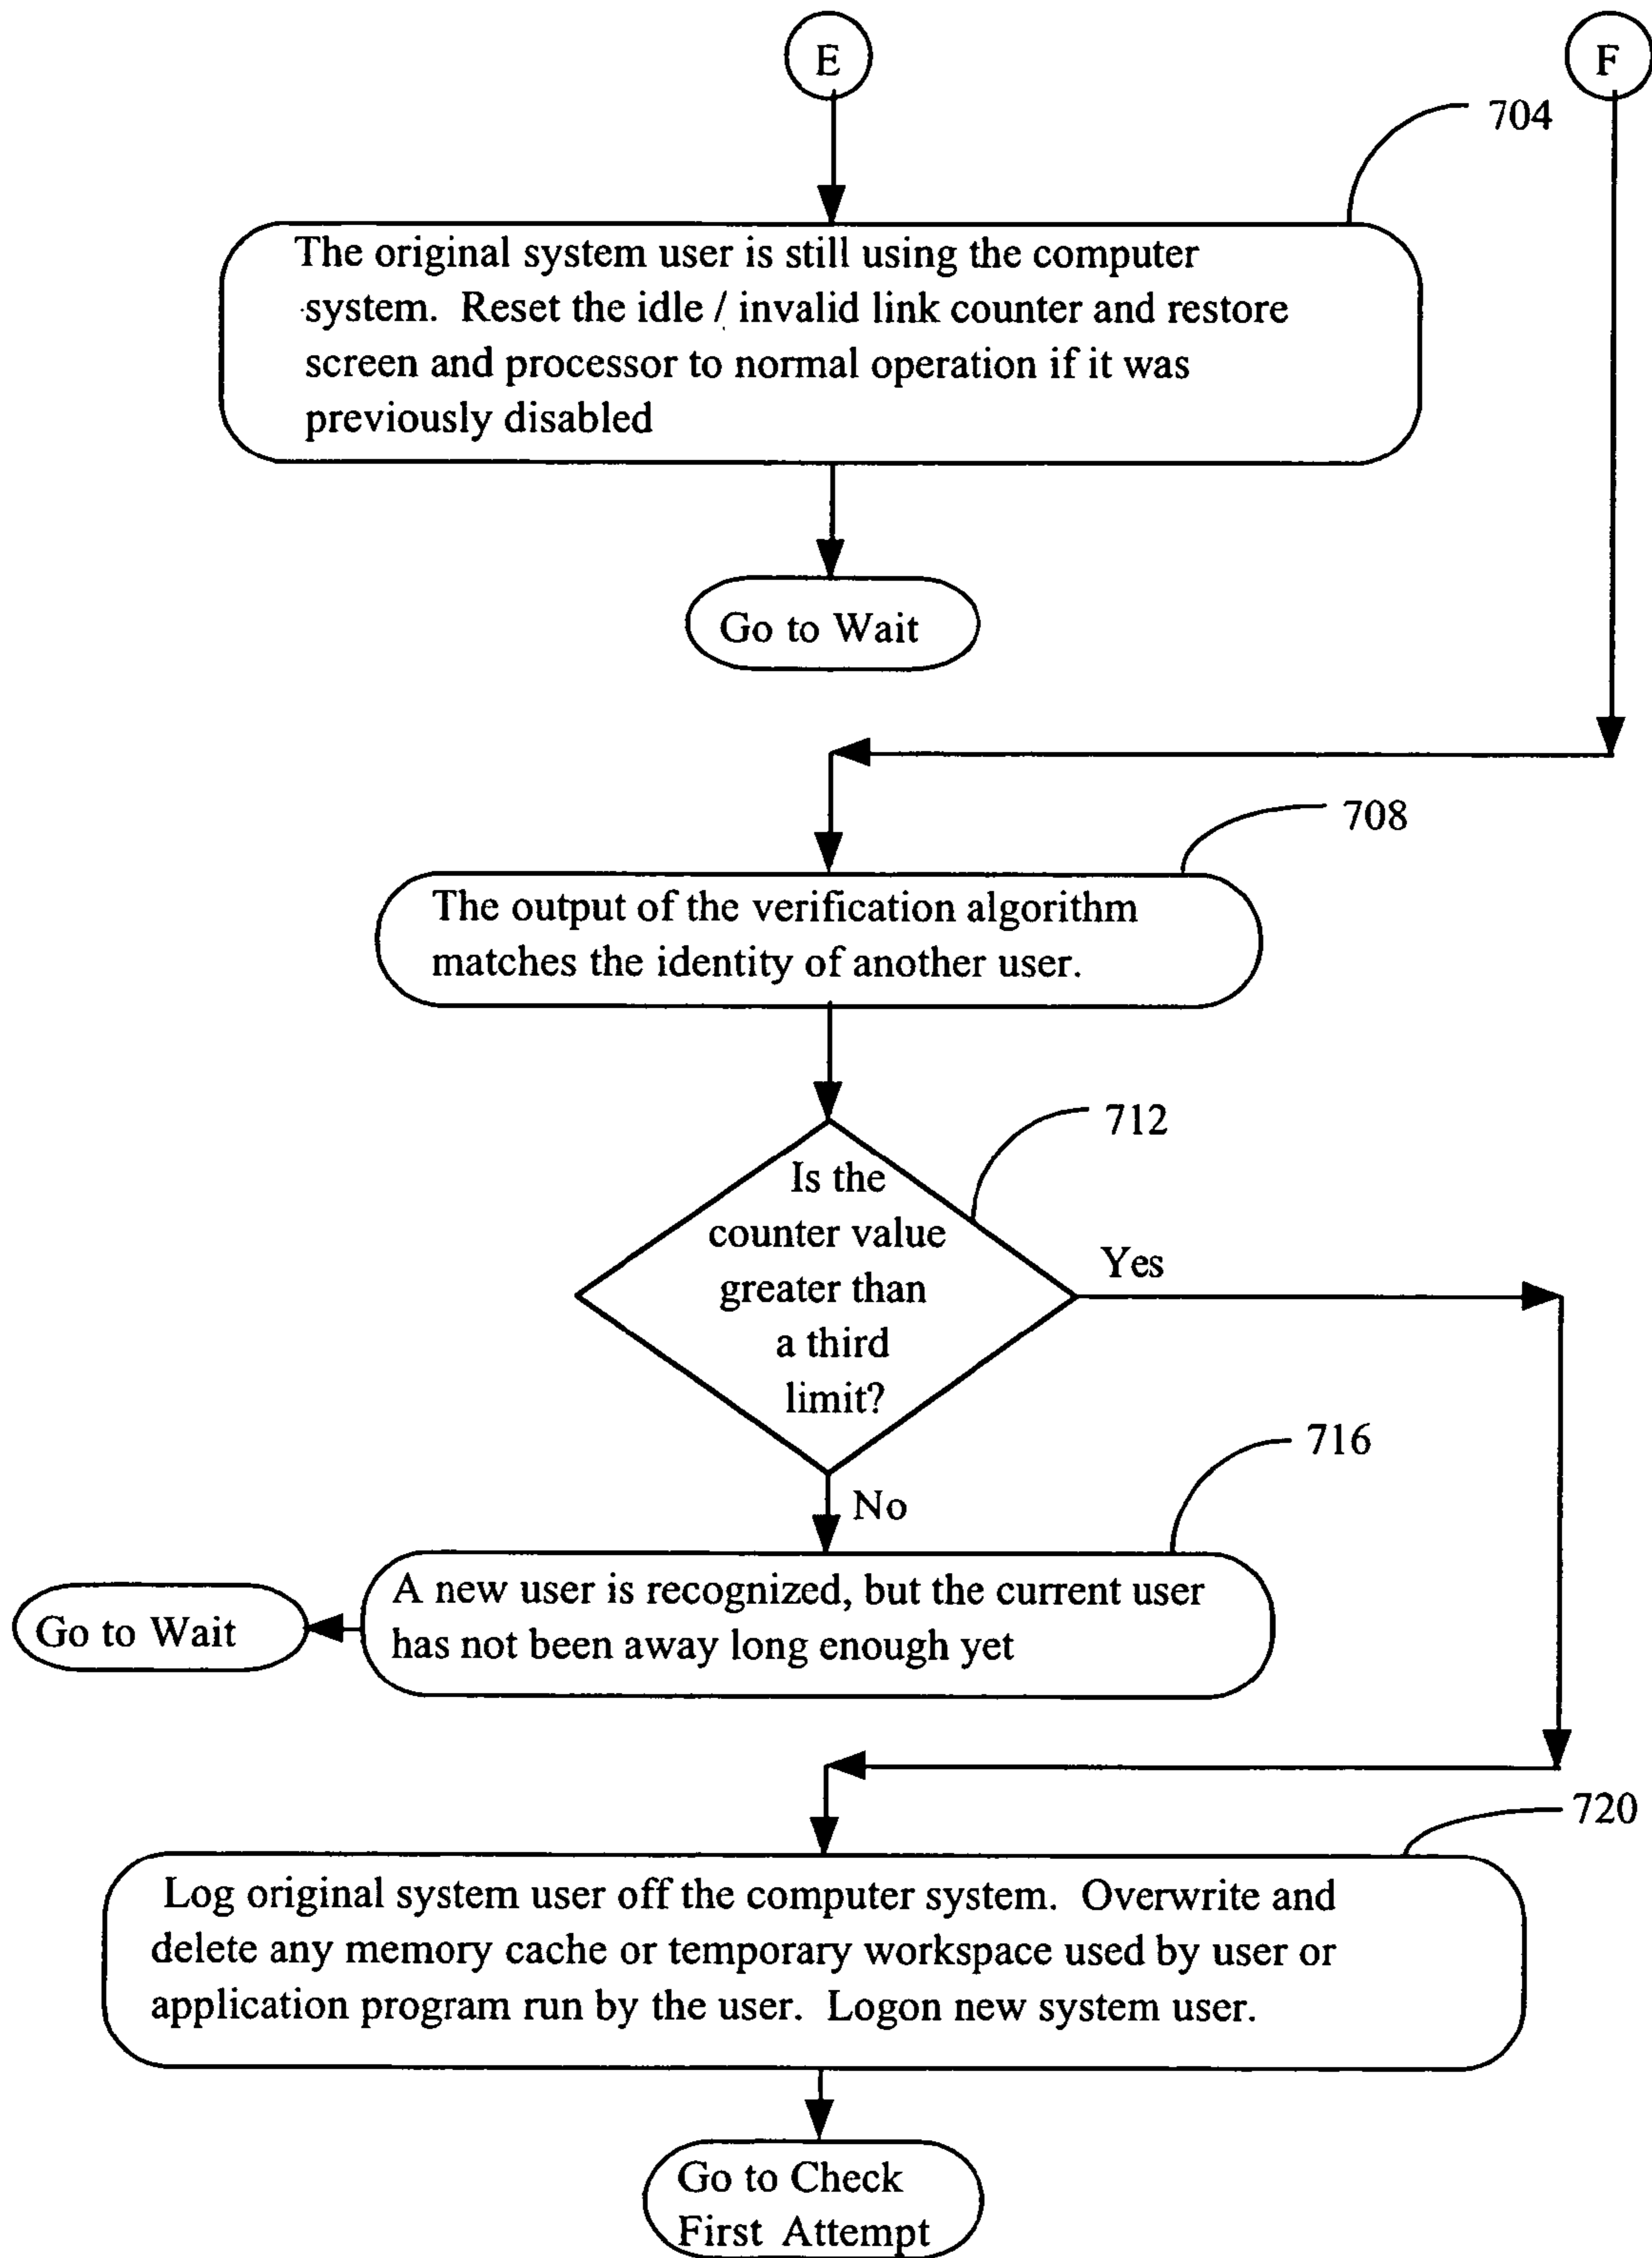 E
F
704
The original system user is still using the computer
system. Reset the idle / invalid link counter and restore
screen and processor to normal operation if it was
previously disabled
Go to Wait
708
The output of the verification algorithm
matches the identity of another user.
712
Is the
counter value
greater than
a third
limit?
Yes
No
716
A new user is recognized, but the current user
has not been away long enough yet
Go to Wait
720
Log original system user off the computer system. Overwrite and
delete any memory cache or temporary workspace used by user or
application program run by the user. Logon new system user.
Go to Check
First Attempt